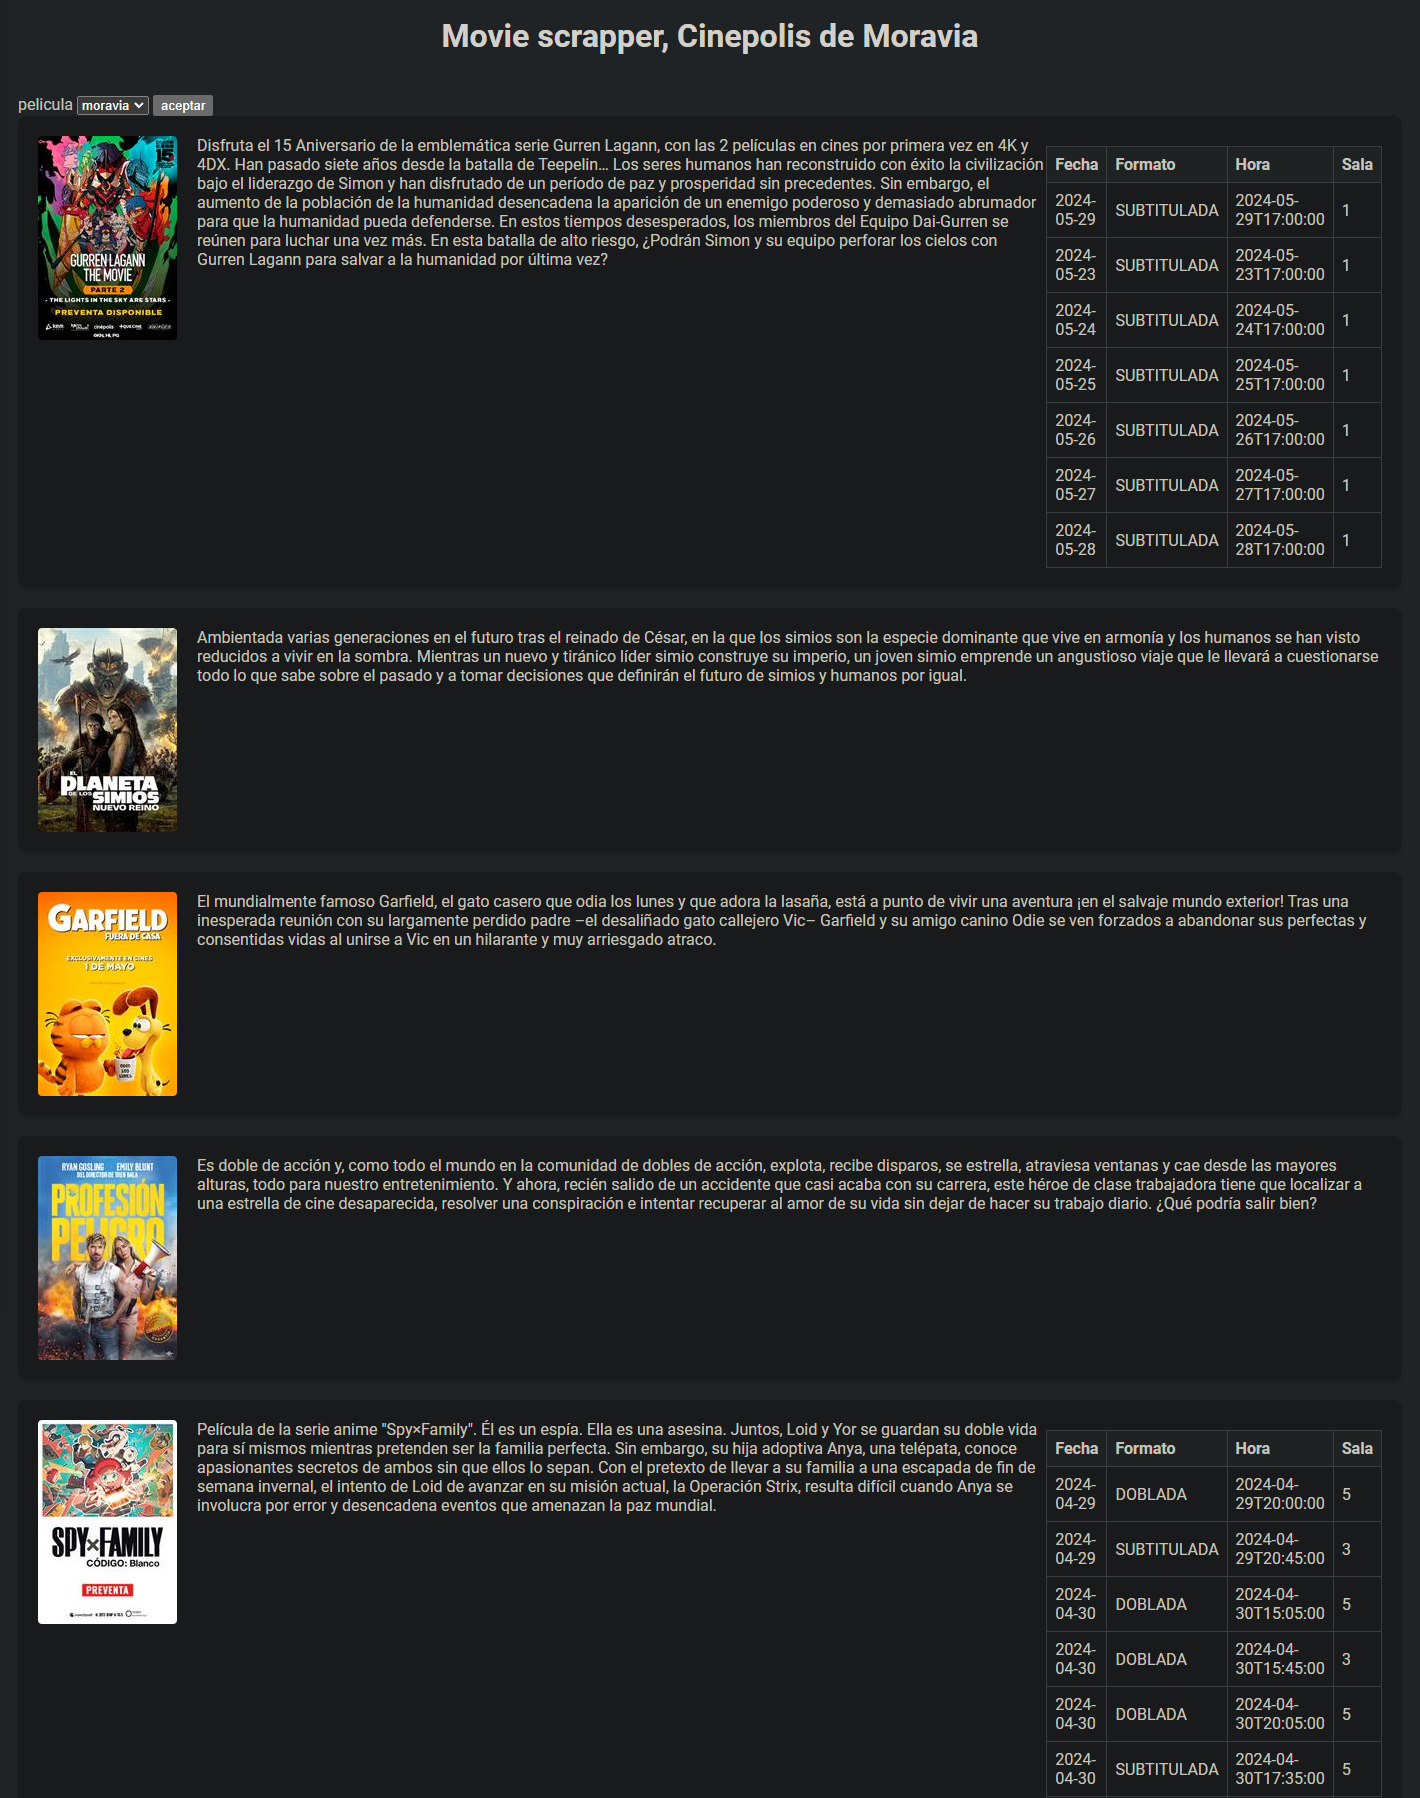 Movie scrapper, Cinepolis de Moravia
pelicula moravia aceptar
GURREN LAGANN
THE MOVIE
PARTE 2
- THE LIGHTS IN THE SKY ARE STARS -
PREVENTA DISPONIBLE
cinépolis
Disfruta el 15 Aniversario de la emblemática serie Gurren Lagann, con las 2 películas en cines por primera vez en 4K y
4DX. Han pasado siete años desde la batalla de Teepelin... Los seres humanos han reconstruido con éxito la civilización
bajo el liderazgo de Simon y han disfrutado de un período de paz y prosperidad sin precedentes. Sin embargo, el
aumento de la población de la humanidad desencadena la aparición de un enemigo poderoso y demasiado abrumador
para que la humanidad pueda defenderse. En estos tiempos desesperados, los miembros del Equipo Dai-Gurren se
reúnen para luchar una vez más. En esta batalla de alto riesgo, ¿Podrán Simon y su equipo perforar los cielos con
Gurren Lagann para salvar a la humanidad por última vez?
Fecha Formato Hora Sala
2024-
05-29 SUBTITULADA 2024-05-
29T17:00:00 1
2024-
05-23 SUBTITULADA 2024-05-
23T17:00:00 1
2024-
05-24 SUBTITULADA 2024-05-
24T17:00:00 1
2024-
05-25 SUBTITULADA 2024-05-
25T17:00:00 1
2024-
05-26 SUBTITULADA 2024-05-
26T17:00:00 1
2024-
05-27 SUBTITULADA 2024-05-
27T17:00:00 1
2024-
05-28 SUBTITULADA 2024-05-
28T17:00:00 1
EL
PLANETA
DE LOS SIMIOS
NUEVO REINO
Ambientada varias generaciones en el futuro tras el reinado de César, en la que los simios son la especie dominante que vive en armonía y los humanos se han visto
reducidos a vivir en la sombra. Mientras un nuevo y tiránico líder simio construye su imperio, un joven simio emprende un angustioso viaje que le llevará a cuestionarse
todo lo que sabe sobre el pasado y a tomar decisiones que definirán el futuro de simios y humanos por igual.
GARFIELD
FUERA DE CASA
EXCLUSIVAMENTE EN CINES
1 DE MAYO
ODIO
LOS
LUNES
El mundialmente famoso Garfield, el gato casero que odia los lunes y que adora la lasaña, está a punto de vivir una aventura ¡en el salvaje mundo exterior! Tras una
inesperada reunión con su largamente perdido padre –el desaliñado gato callejero Vic– Garfield y su amigo canino Odie se ven forzados a abandonar sus perfectas y
consentidas vidas al unirse a Vic en un hilarante y muy arriesgado atraco.
RYAN GOSLING EMILY BLUNT
PROFESIÓN
PELIGRO
Es doble de acción y, como todo el mundo en la comunidad de dobles de acción, explota, recibe disparos, se estrella, atraviesa ventanas y cae desde las mayores
alturas, todo para nuestro entretenimiento. Y ahora, recién salido de un accidente que casi acaba con su carrera, este héroe de clase trabajadora tiene que localizar a
una estrella de cine desaparecida, resolver una conspiración e intentar recuperar al amor de su vida sin dejar de hacer su trabajo diario. ¿Qué podría salir bien?
SPY×FAMILY
CÓDIGO: Blanco
PREVENTA
Película de la serie anime "Spy×Family". Él es un espía. Ella es una asesina. Juntos, Loid y Yor se guardan su doble vida
para sí mismos mientras pretenden ser la familia perfecta. Sin embargo, su hija adoptiva Anya, una telépata, conoce
apasionantes secretos de ambos sin que ellos lo sepan. Con el pretexto de llevar a su familia a una escapada de fin de
semana invernal, el intento de Loid de avanzar en su misión actual, la Operación Strix, resulta difícil cuando Anya se
involucra por error y desencadena eventos que amenazan la paz mundial.
Fecha Formato Hora Sala
2024-
04-29 DOBLADA 2024-04-
29T20:00:00 5
2024-
04-29 SUBTITULADA 2024-04-
29T20:45:00 3
2024-
04-30 DOBLADA 2024-04-
30T15:05:00 5
2024-
04-30 DOBLADA 2024-04-
30T15:45:00 3
2024-
04-30 DOBLADA 2024-04-
30T20:05:00 5
2024-
04-30 SUBTITULADA 2024-04-
30T17:35:00 5